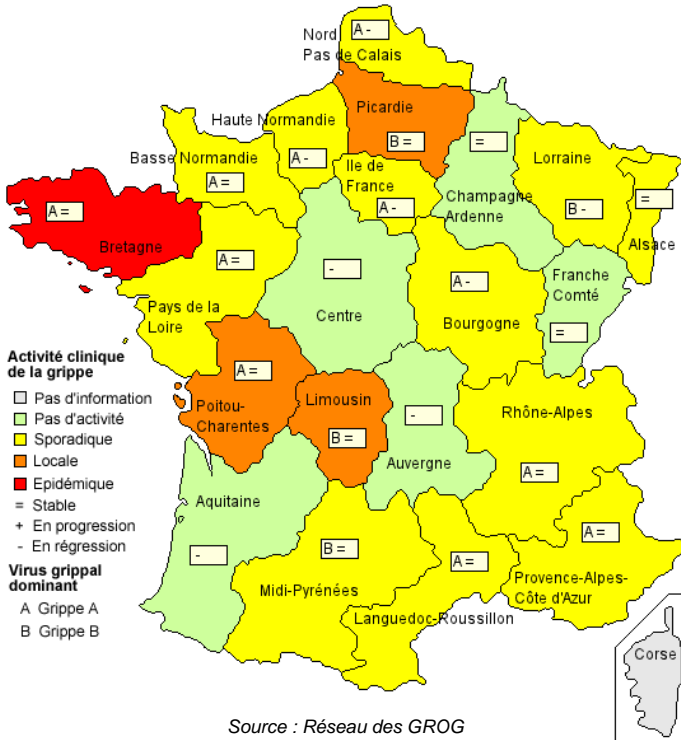 Nord
Pas de Calais
A -
Haute Normandie
A -
Picardie
B =
=
Basse Normandie
A =
Ile de
France
A -
Champagne
Ardenne
Lorraine
B -
=
Alsace
A =
Bretagne
A =
Pays de la
Loire
-
Centre
A -
Bourgogne
Franche
Comté
=
Activité clinique
de la grippe
Pas d'information
Pas d'activité
Sporadique
Locale
Epidémique
= Stable
+ En progression
- En régression
Virus grippal
dominant
A Grippe A
B Grippe B
A =
Poitou-
Charentes
Limousin
B =
-
Auvergne
Rhône-Alpes
A =
Aquitaine
-
B =
Midi-Pyrénées
A =
Languedoc-Roussillon
A =
Provence-Alpes-
Côte d'Azur
Corse
Source : Réseau des GROG